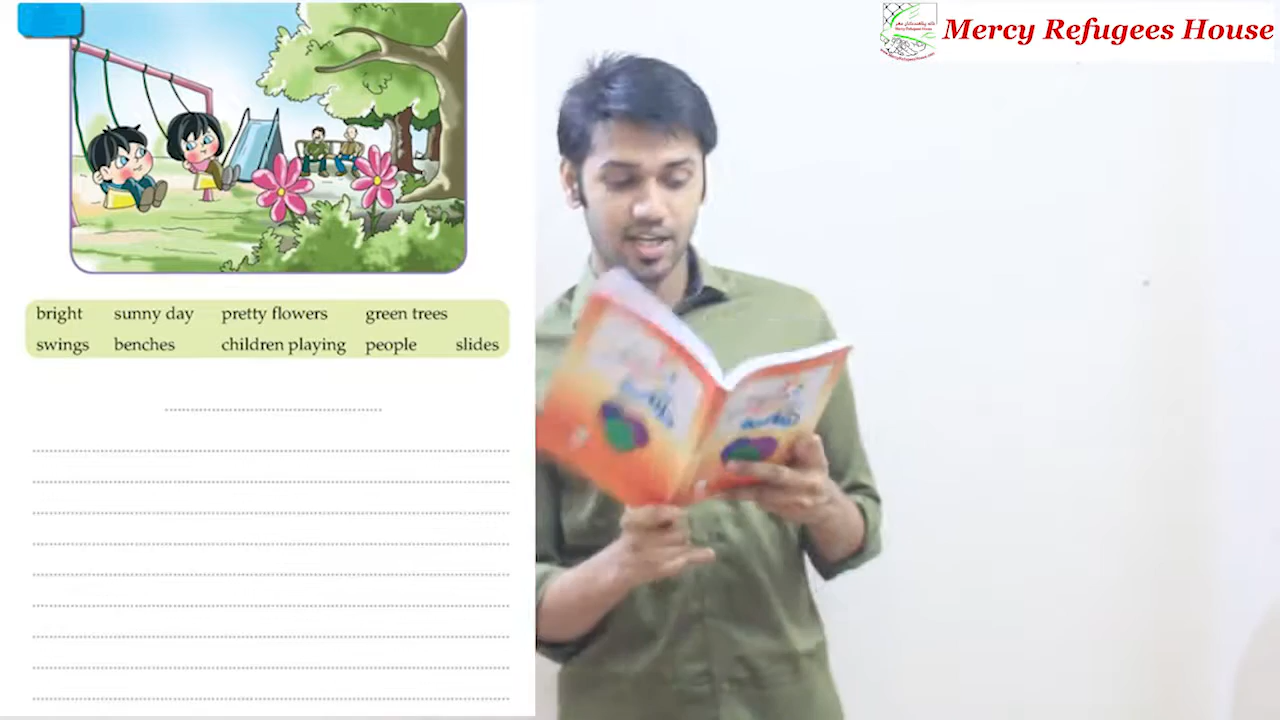 Mercy Refugees House
bright sunny day pretty flowers green trees
swings benches children playing people slides